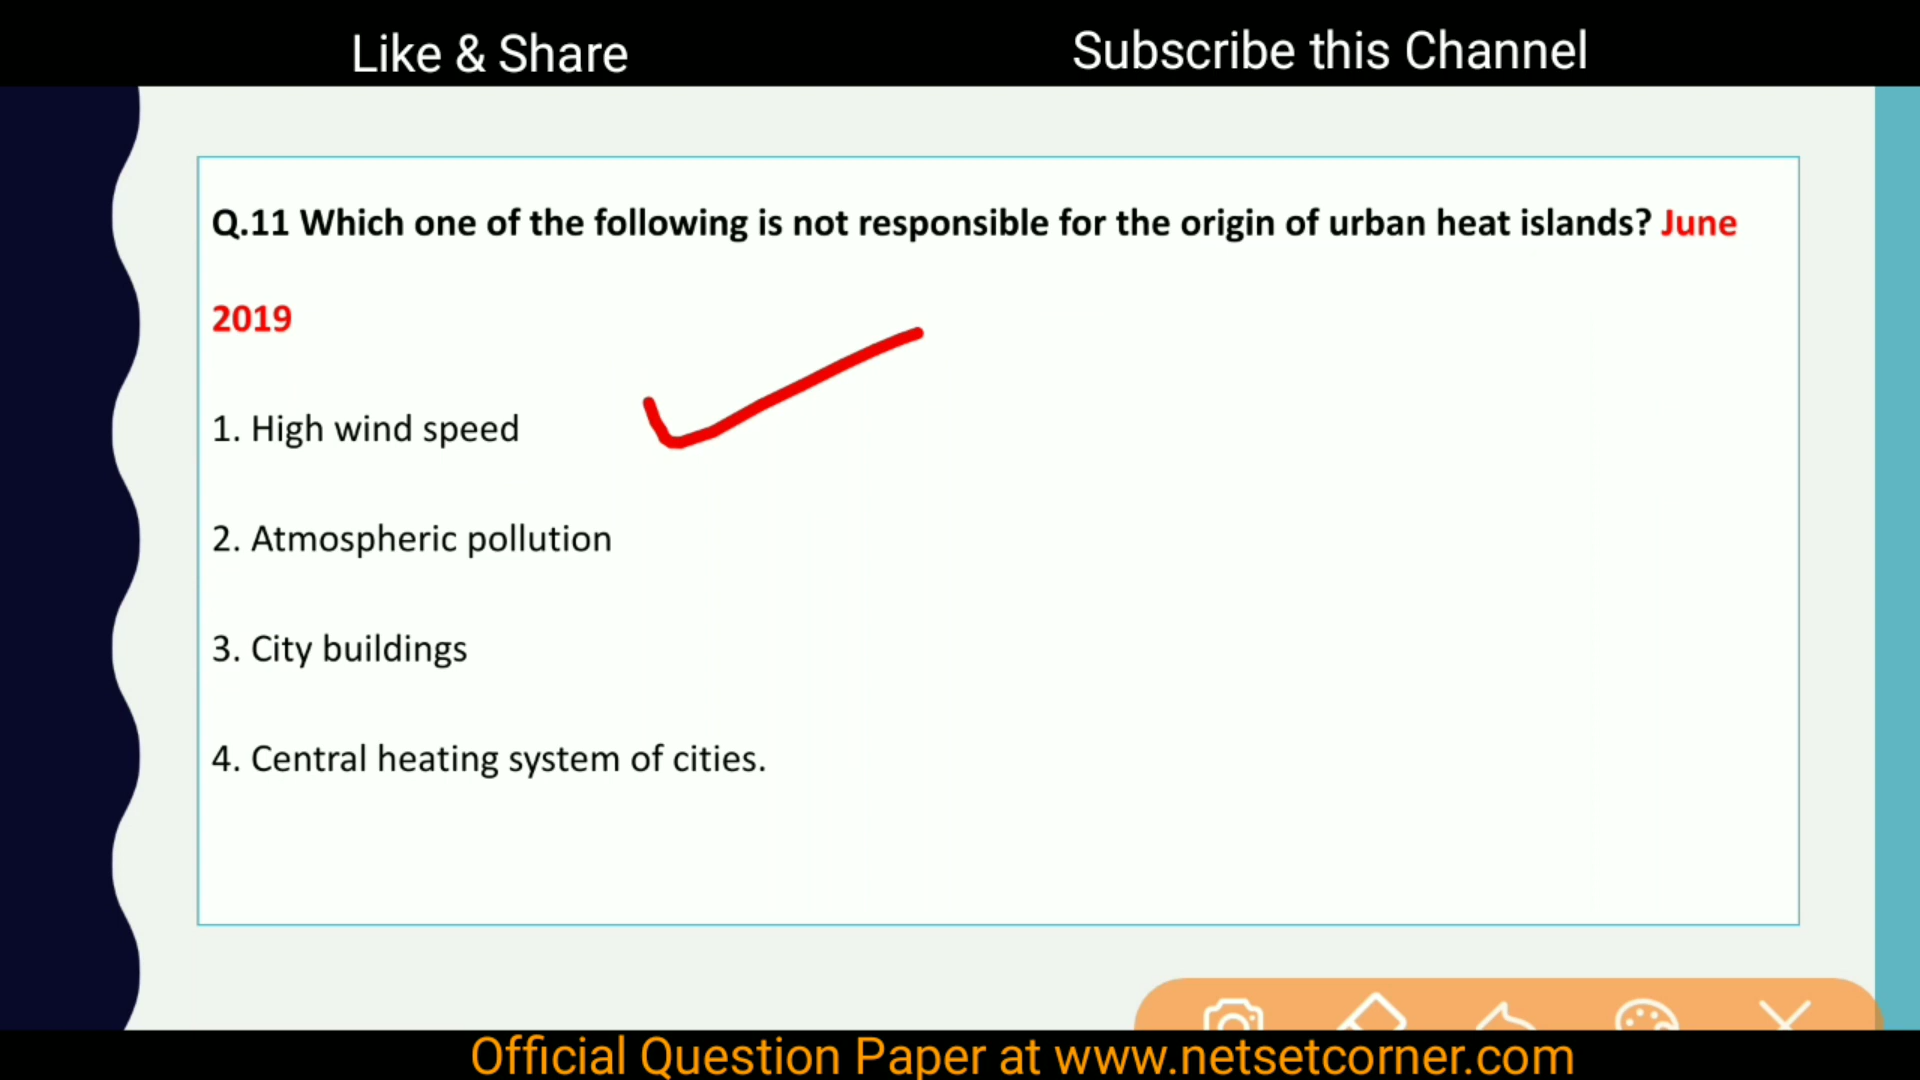 Like & Share
Subscribe this Channel
Q.11 Which one of the following is not responsible for the origin of urban heat islands? June
2019
1. High wind speed
2. Atmospheric pollution
3. City buildings
4. Central heating system of cities.
Official Question Paper at www.netsetcorner.com